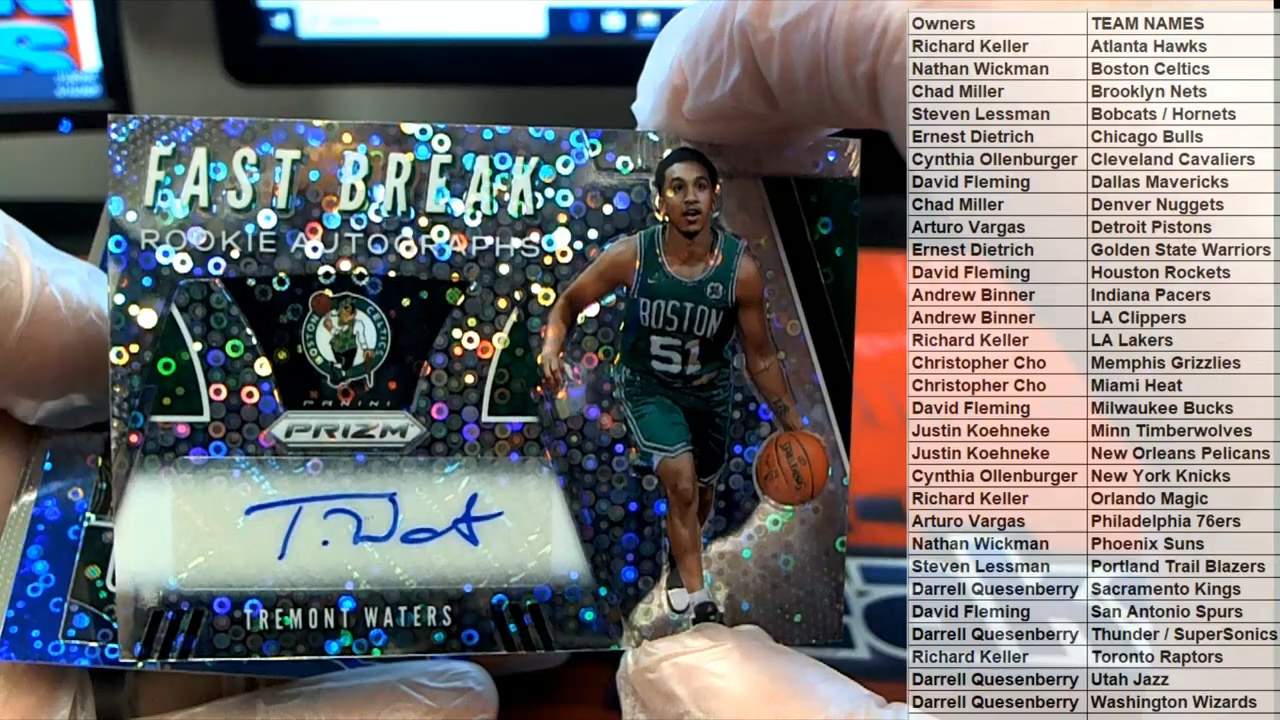 FAST BREAK
ROOKIE AUTOGRAPHS
BOSTON CELTICS
PANINI
PRIZM
T. Wat
TREMONT WATERS
BOSTON
51
SPALDING
Owners TEAM NAMES
Richard Keller Atlanta Hawks
Nathan Wickman Boston Celtics
Chad Miller Brooklyn Nets
Steven Lessman Bobcats / Hornets
Ernest Dietrich Chicago Bulls
Cynthia Ollenburger Cleveland Cavaliers
David Fleming Dallas Mavericks
Chad Miller Denver Nuggets
Arturo Vargas Detroit Pistons
Ernest Dietrich Golden State Warriors
David Fleming Houston Rockets
Andrew Binner Indiana Pacers
Andrew Binner LA Clippers
Richard Keller LA Lakers
Christopher Cho Memphis Grizzlies
Christopher Cho Miami Heat
David Fleming Milwaukee Bucks
Justin Koehneke Minn Timberwolves
Justin Koehneke New Orleans Pelicans
Cynthia Ollenburger New York Knicks
Richard Keller Orlando Magic
Arturo Vargas Philadelphia 76ers
Nathan Wickman Phoenix Suns
Steven Lessman Portland Trail Blazers
Darrell Quesenberry Sacramento Kings
David Fleming San Antonio Spurs
Darrell Quesenberry Thunder / SuperSonics
Richard Keller Toronto Raptors
Darrell Quesenberry Utah Jazz
Darrell Quesenberry Washington Wizards